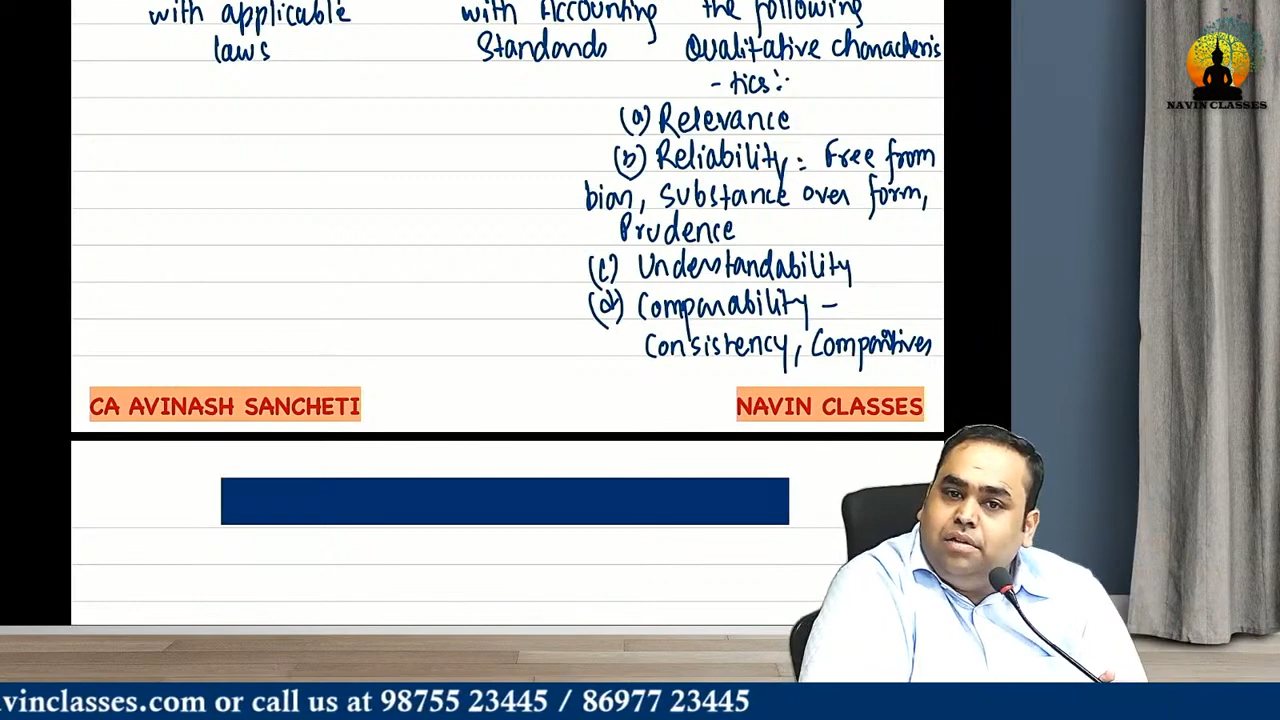 with applicable
laws
with Accounting
Standards
the following
Qualitative characteris
-tics:-
(a) Relevance
(b) Reliability = Free from
bias, Substance over form,
Prudence
(c) Understandability
(d) Comparability -
Consistency, Comparitives
CA AVINASH SANCHETI
NAVIN CLASSES
NAVIN CLASSES
avinclasses.com or call us at 98755 23445 / 86977 23445